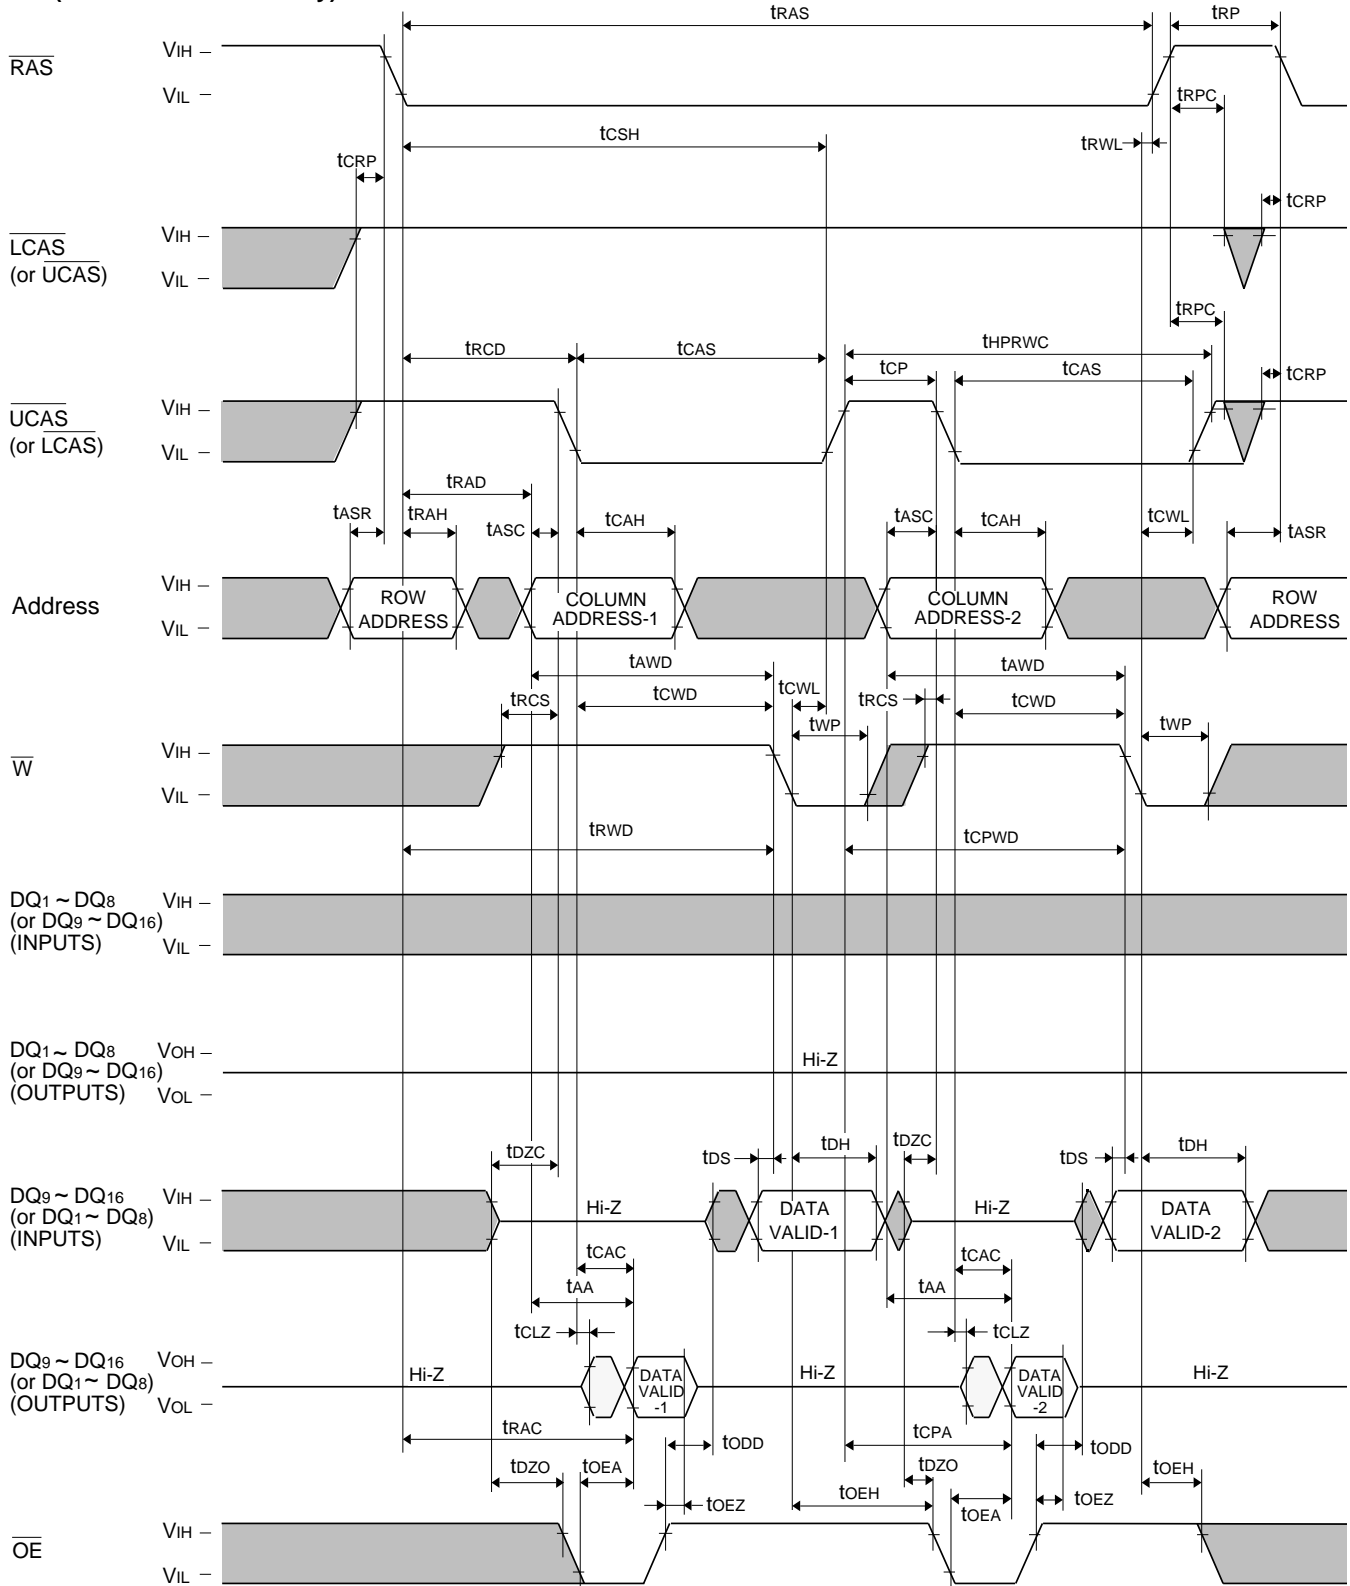 tRAS tRP
RAS VIH
VIL
tRPC
tCSH tRWL
tCRP
tCRP
LCAS VIH
(or UCAS) VIL
tRPC
tRCD tCAS tHPRWC
tCP tCAS tCRP
UCAS VIH
(or LCAS) VIL
tRAD
tASR tRAH tASC tCAH tASC tCAH tCWL tASR
Address VIH
VIL
ROW
ADDRESS
COLUMN
ADDRESS-1
COLUMN
ADDRESS-2
ROW
ADDRESS
tAWD tAWD
tRCS tCWD tCWL tRCS tCWD
tWP tWP
W VIH
VIL
tRWD tCPWD
DQ1 ~ DQ8 VIH
(or DQ9 ~ DQ16)
(INPUTS) VIL
DQ1 ~ DQ8 VOH
(or DQ9 ~ DQ16) Hi-Z
(OUTPUTS) VOL
tDZC tDS tDH tDZC tDS tDH
DQ9 ~ DQ16 VIH
(or DQ1 ~ DQ8)
(INPUTS) VIL
Hi-Z
DATA
VALID-1
Hi-Z
DATA
VALID-2
tCAC tCAC
tAA tAA
tCLZ tCLZ
DQ9 ~ DQ16 VOH
(or DQ1 ~ DQ8)
(OUTPUTS) VOL
Hi-Z
DATA
VALID
-1
Hi-Z
DATA
VALID
-2
Hi-Z
tRAC tODD tCPA tODD
tDZO tOEA tDZO tOEH
tOEZ tOEH tOEA tOEZ
OE VIH
VIL